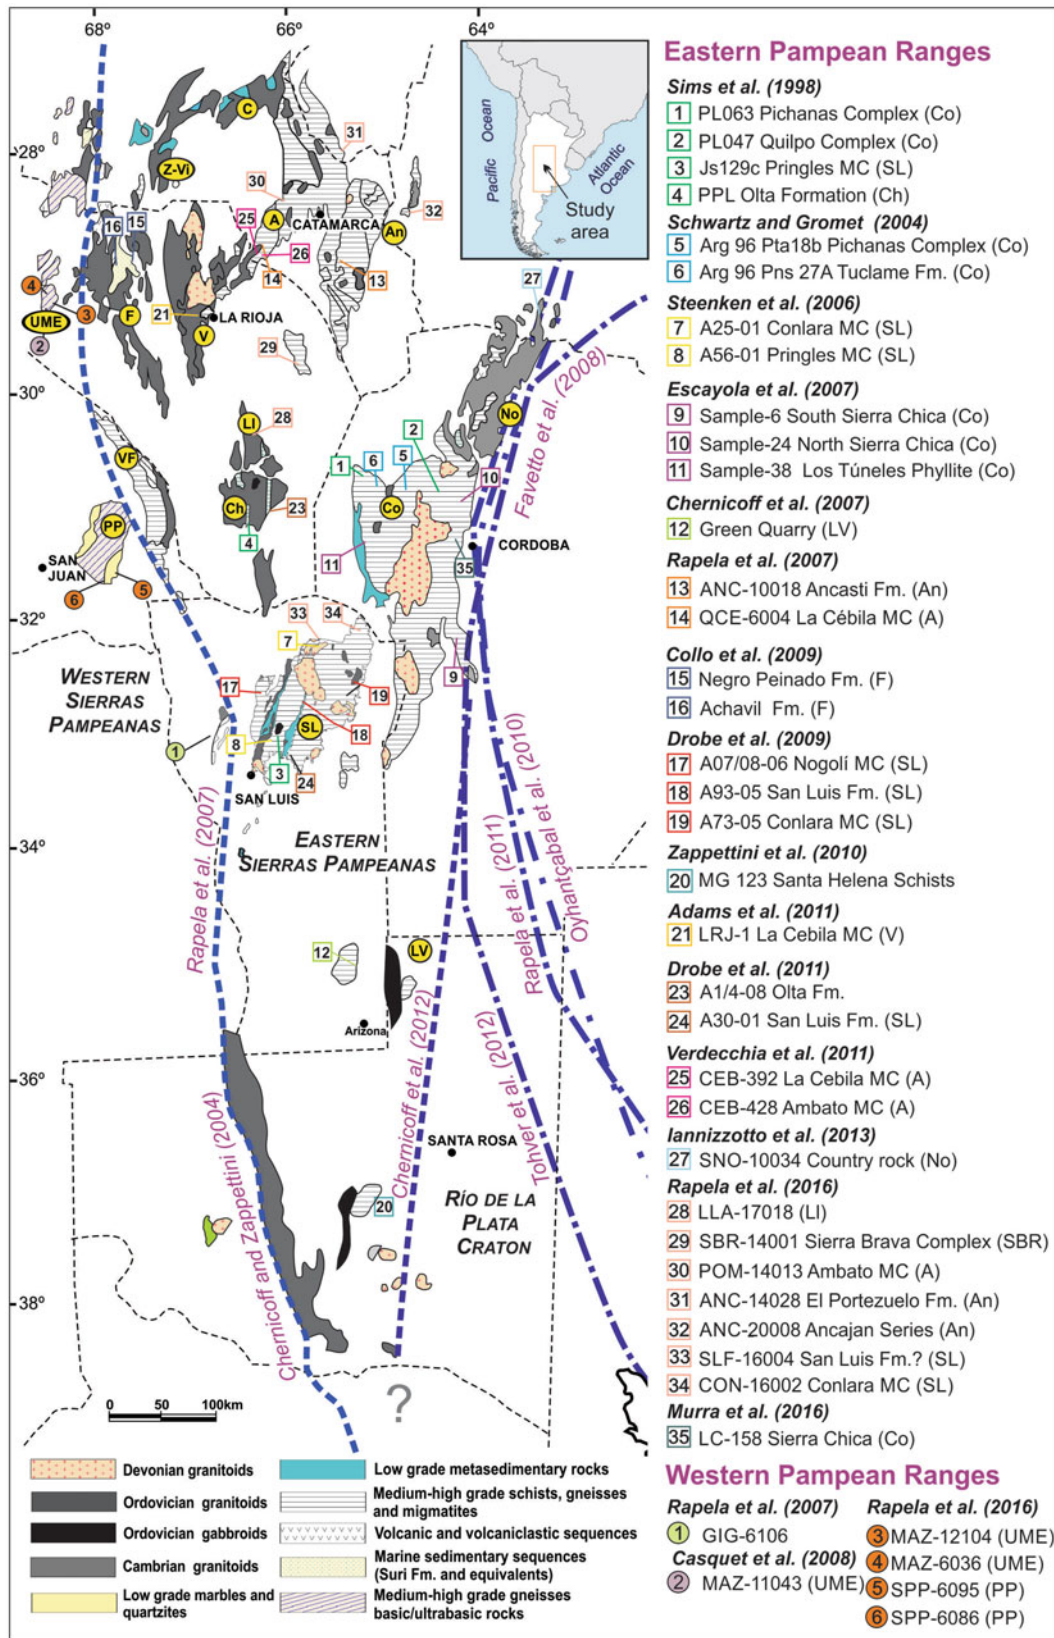 68º
66º
64º
28º
30º
32º
34º
36º
38º
C
Z-Vi
31
30
32
CATAMARCA
A
An
25
26
14
13
16
15
4
3
UME
2
F
21
LA RIOJA
V
29
27
Pacific Ocean
Atlantic Ocean
Study
area
Favetto et al. (2008)
No
LI
28
2
VF
1
6
5
10
Ch
23
Co
PP
4
CORDOBA
SAN
JUAN
11
35
6
5
33
34
7
WESTERN
SIERRAS
PAMPEANAS
17
9
19
SL
18
1
8
3
24
SAN LUIS
EASTERN
SIERRAS PAMPEANAS
Rapela et al. (2007)
Rapela et al. (2011)
Oyhantçabal et al. (2010)
12
LV
Arizona
Chernicoff et al. (2012)
Tohver et al. (2012)
SANTA ROSA
20
RÍO DE LA
PLATA
CRATON
Chernicoff and Zappettini (2004)
?
0 50 100km
Devonian granitoids
Ordovician granitoids
Ordovician gabbroids
Cambrian granitoids
Low grade marbles and
quartzites
Low grade metasedimentary rocks
Medium-high grade schists, gneisses
and migmatites
Volcanic and volcaniclastic sequences
Marine sedimentary sequences
(Suri Fm. and equivalents)
Medium-high grade gneisses
basic/ultrabasic rocks
Eastern Pampean Ranges
Sims et al. (1998)
1 PL063 Pichanas Complex (Co)
2 PL047 Quilpo Complex (Co)
3 Js129c Pringles MC (SL)
4 PPL Olta Formation (Ch)
Schwartz and Gromet (2004)
5 Arg 96 Pta18b Pichanas Complex (Co)
6 Arg 96 Pns 27A Tuclame Fm. (Co)
Steenken et al. (2006)
7 A25-01 Conlara MC (SL)
8 A56-01 Pringles MC (SL)
Escayola et al. (2007)
9 Sample-6 South Sierra Chica (Co)
10 Sample-24 North Sierra Chica (Co)
11 Sample-38 Los Túneles Phyllite (Co)
Chernicoff et al. (2007)
12 Green Quarry (LV)
Rapela et al. (2007)
13 ANC-10018 Ancasti Fm. (An)
14 QCE-6004 La Cébila MC (A)
Collo et al. (2009)
15 Negro Peinado Fm. (F)
16 Achavil Fm. (F)
Drobe et al. (2009)
17 A07/08-06 Nogolí MC (SL)
18 A93-05 San Luis Fm. (SL)
19 A73-05 Conlara MC (SL)
Zappettini et al. (2010)
20 MG 123 Santa Helena Schists
Adams et al. (2011)
21 LRJ-1 La Cebila MC (V)
Drobe et al. (2011)
23 A1/4-08 Olta Fm.
24 A30-01 San Luis Fm. (SL)
Verdecchia et al. (2011)
25 CEB-392 La Cebila MC (A)
26 CEB-428 Ambato MC (A)
Iannizzotto et al. (2013)
27 SNO-10034 Country rock (No)
Rapela et al. (2016)
28 LLA-17018 (LI)
29 SBR-14001 Sierra Brava Complex (SBR)
30 POM-14013 Ambato MC (A)
31 ANC-14028 El Portezuelo Fm. (An)
32 ANC-20008 Ancajan Series (An)
33 SLF-16004 San Luis Fm.? (SL)
34 CON-16002 Conlara MC (SL)
Murra et al. (2016)
35 LC-158 Sierra Chica (Co)
Western Pampean Ranges
Rapela et al. (2007)
1 GIG-6106
Casquet et al. (2008)
2 MAZ-11043 (UME)
Rapela et al. (2016)
3 MAZ-12104 (UME)
4 MAZ-6036 (UME)
5 SPP-6095 (PP)
6 SPP-6086 (PP)